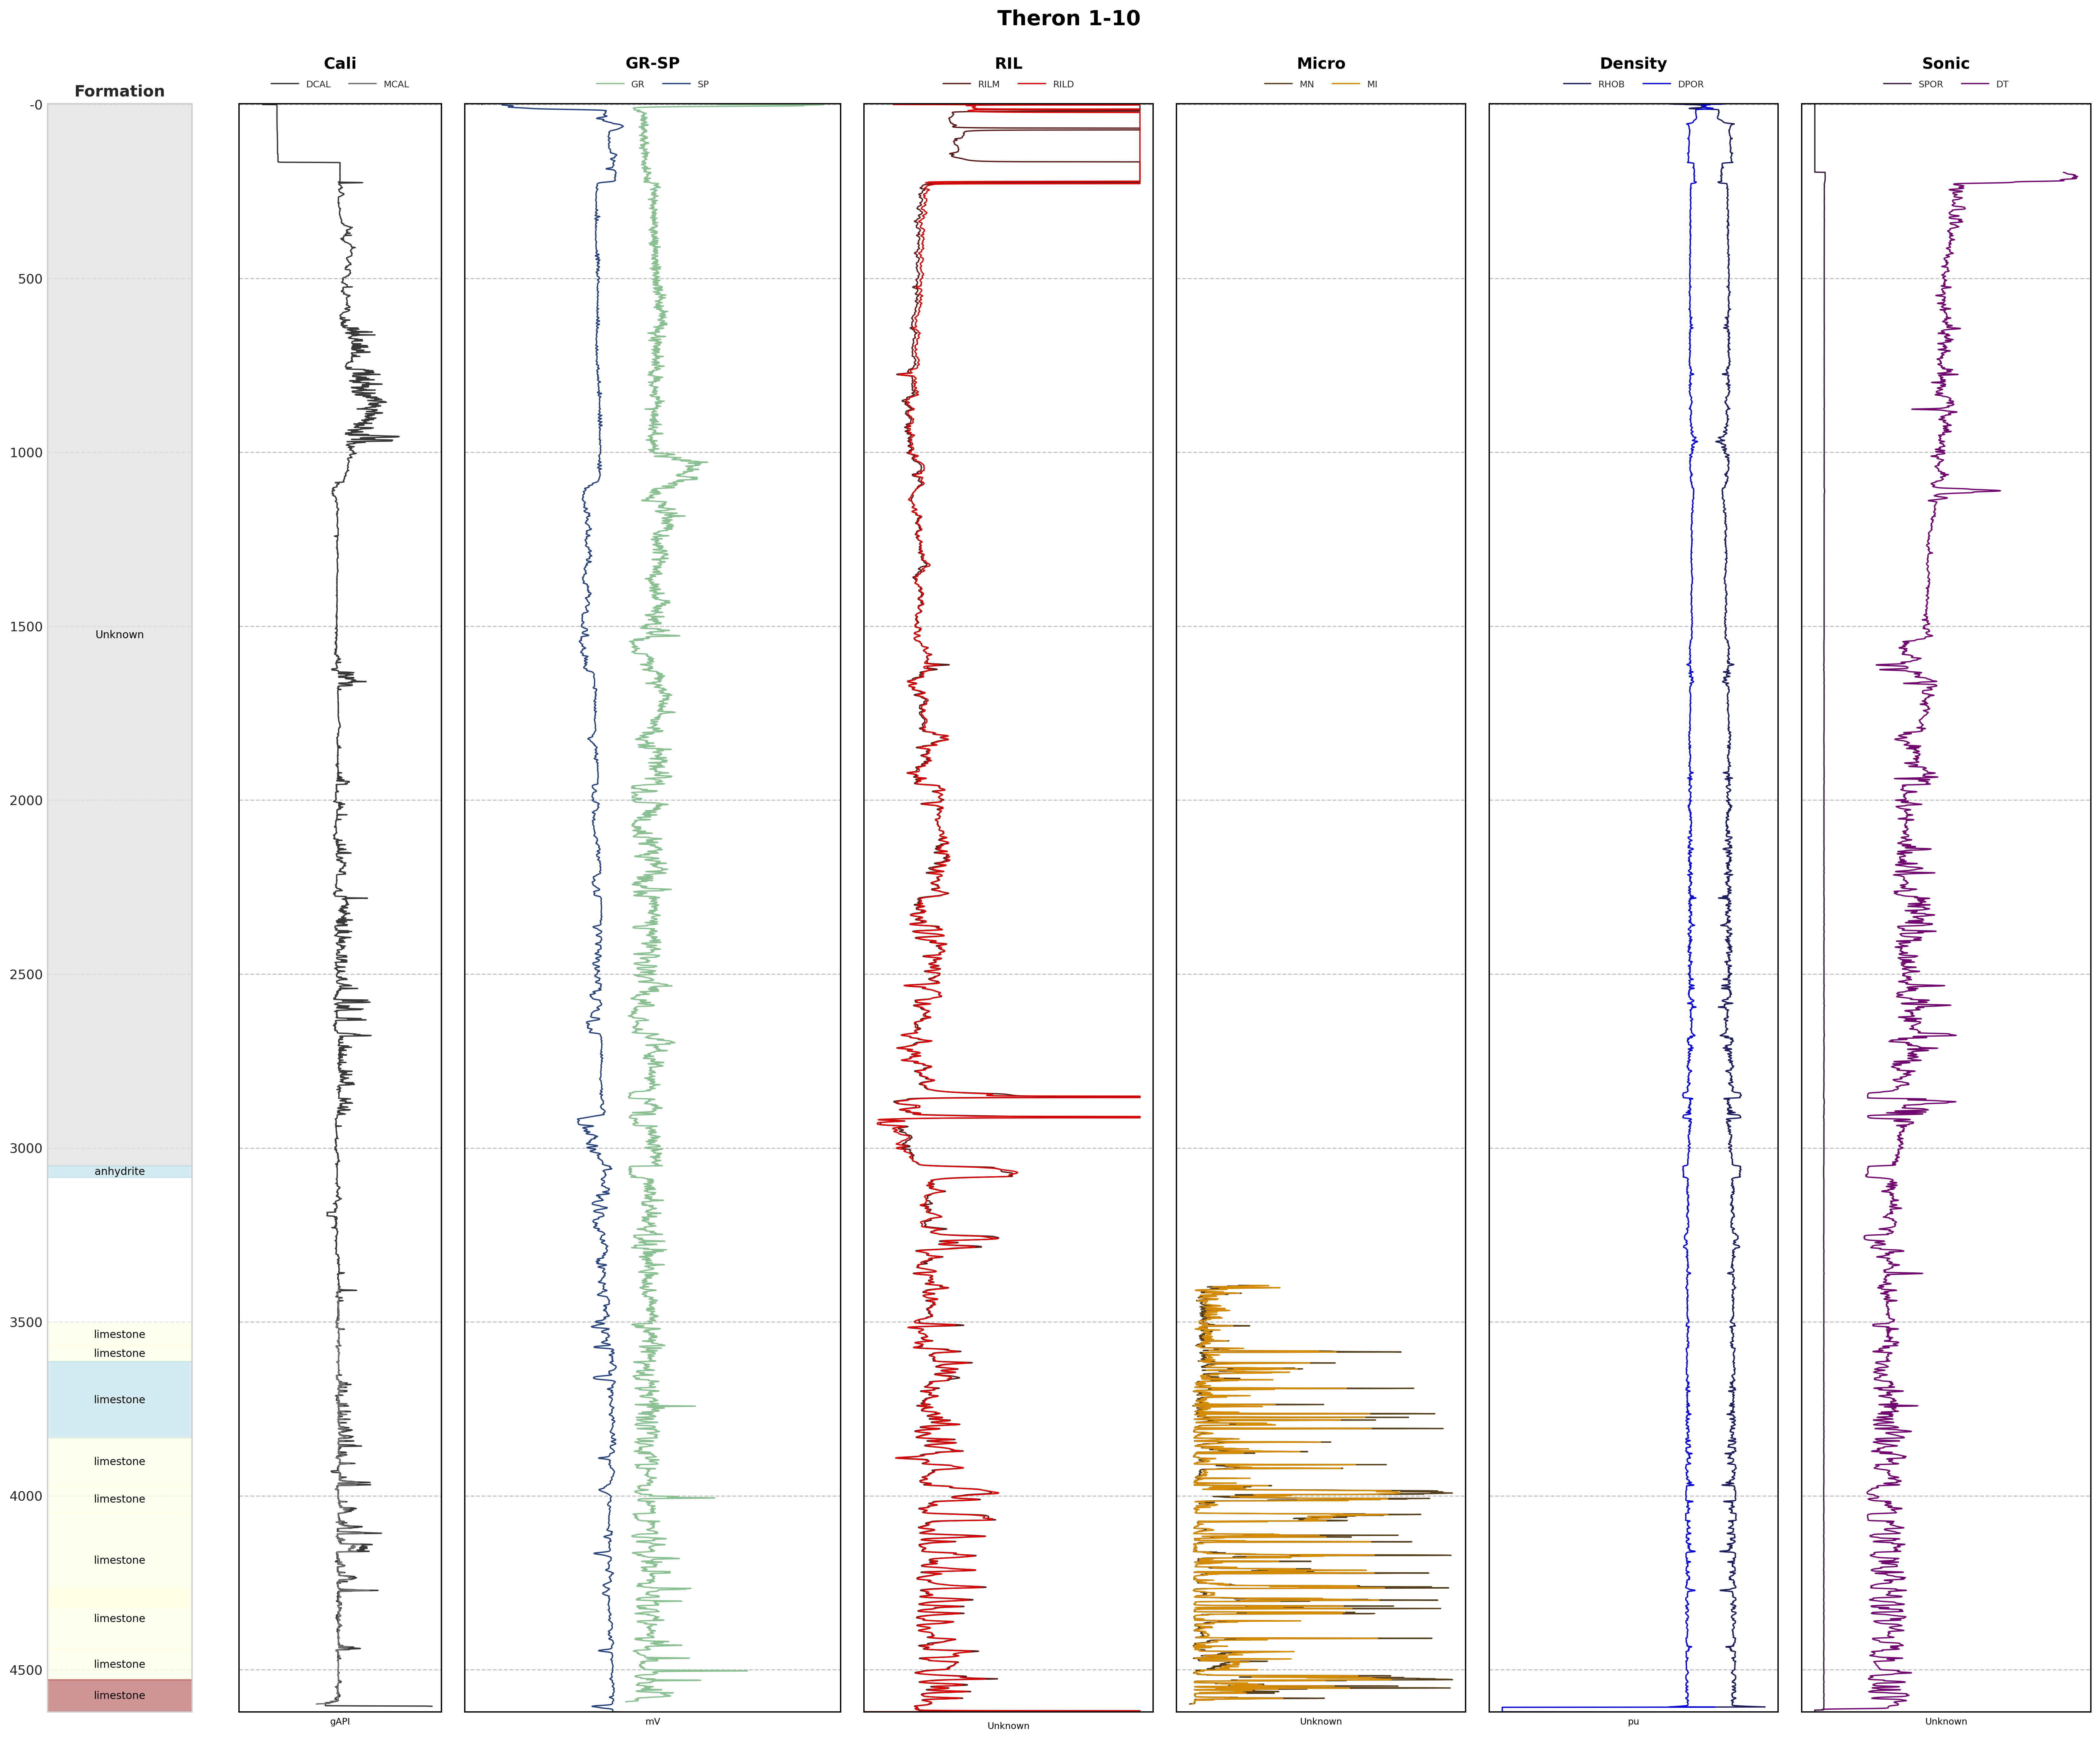 Theron 1-10
Formation
Cali
DCAL MCAL
GR-SP
GR SP
RIL
RILM RILD
Micro
MN MI
Density
RHOB DPOR
Sonic
SPOR DT
-0
500
1000
1500
2000
2500
3000
3500
4000
4500
Unknown
anhydrite
limestone
limestone
limestone
limestone
limestone
limestone
limestone
limestone
limestone
gAPI
mV
Unknown
Unknown
pu
Unknown